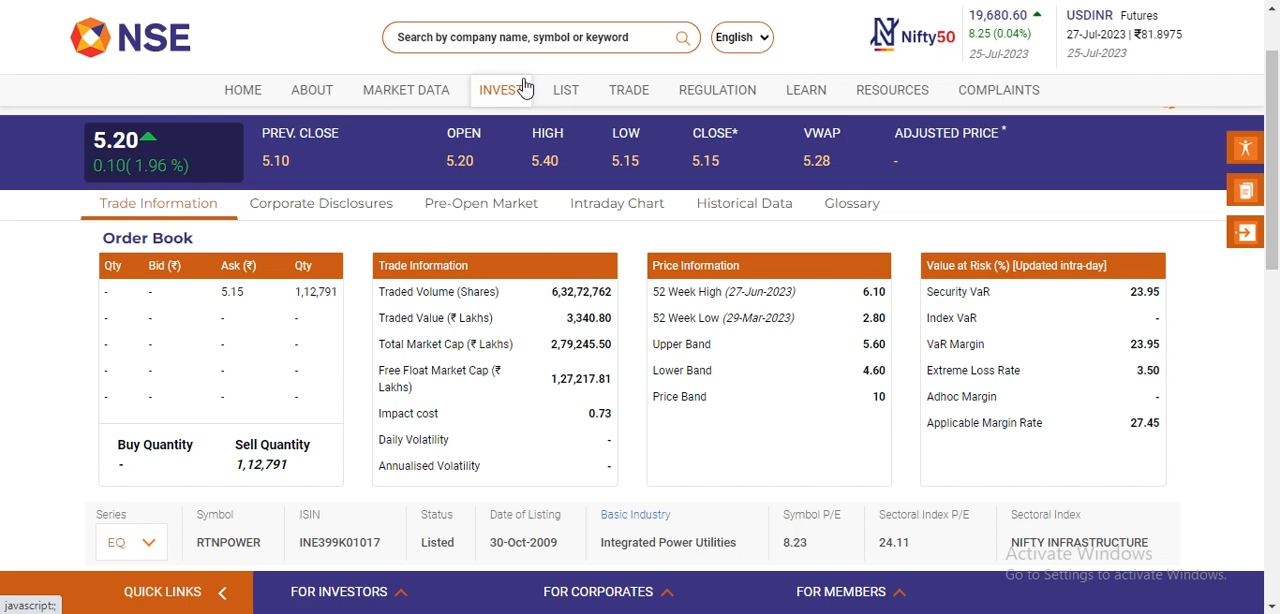 NSE
Search by company name, symbol or keyword
English
Nifty50
19,680.60
8.25 (0.04%)
25-Jul-2023
USDINR Futures
27-Jul-2023 | ₹81.8975
25-Jul-2023
HOME ABOUT MARKET DATA INVEST LIST TRADE REGULATION LEARN RESOURCES COMPLAINTS
5.20
0.10( 1.96 %)
PREV. CLOSE OPEN HIGH LOW CLOSE* VWAP ADJUSTED PRICE *
5.10 5.20 5.40 5.15 5.15 5.28 -
Trade Information Corporate Disclosures Pre-Open Market Intraday Chart Historical Data Glossary
Order Book
Qty Bid (₹) Ask (₹) Qty
- - 5.15 1,12,791
- - - -
- - - -
- - - -
- - - -
Buy Quantity Sell Quantity
- 1,12,791
Trade Information
Traded Volume (Shares) 6,32,72,762
Traded Value (₹ Lakhs) 3,340.80
Total Market Cap (₹ Lakhs) 2,79,245.50
Free Float Market Cap (₹
Lakhs) 1,27,217.81
Impact cost 0.73
Daily Volatility -
Annualised Volatility -
Price Information
52 Week High (27-Jun-2023) 6.10
52 Week Low (29-Mar-2023) 2.80
Upper Band 5.60
Lower Band 4.60
Price Band 10
Value at Risk (%) [Updated intra-day]
Security VaR 23.95
Index VaR -
VaR Margin 23.95
Extreme Loss Rate 3.50
Adhoc Margin -
Applicable Margin Rate 27.45
Series Symbol ISIN Status Date of Listing Basic Industry Symbol P/E Sectoral Index P/E Sectoral Index
EQ RTNPOWER INE399K01017 Listed 30-Oct-2009 Integrated Power Utilities 8.23 24.11 NIFTY INFRASTRUCTURE
Activate Windows
Go to Settings to activate Windows.
QUICK LINKS FOR INVESTORS FOR CORPORATES FOR MEMBERS
javascript:;